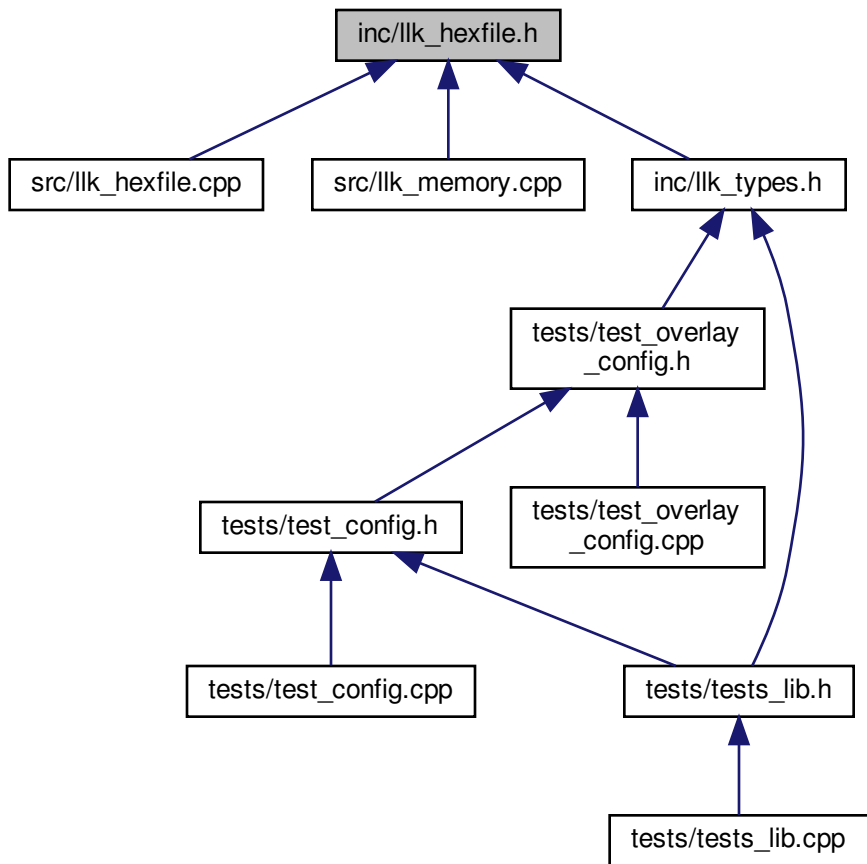 inc/llk_hexfile.h
src/llk_hexfile.cpp
src/llk_memory.cpp
inc/llk_types.h
tests/test_overlay
_config.h
tests/test_config.h
tests/test_overlay
_config.cpp
tests/test_config.cpp
tests/tests_lib.h
tests/tests_lib.cpp